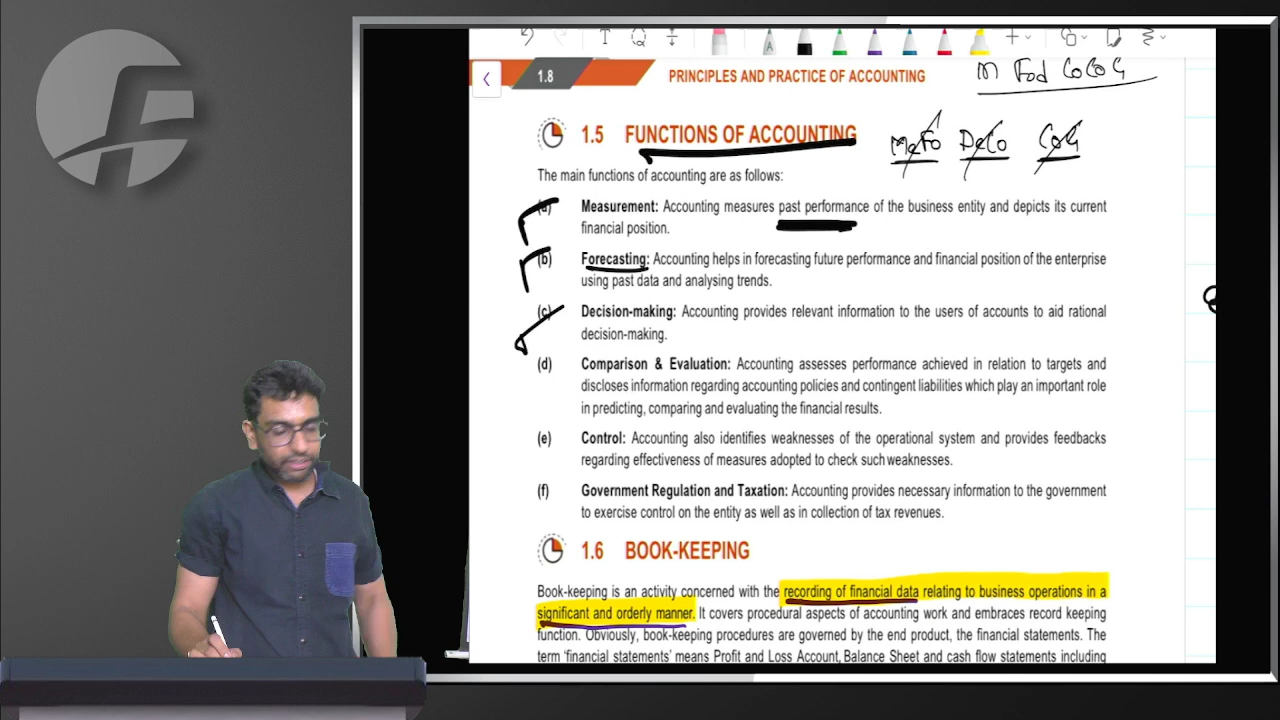 1.8 PRINCIPLES AND PRACTICE OF ACCOUNTING
M Fod CoCoG
1.5 FUNCTIONS OF ACCOUNTING
MeFo DeCo CoG
The main functions of accounting are as follows:
(a) Measurement: Accounting measures past performance of the business entity and depicts its current
financial position.
(b) Forecasting: Accounting helps in forecasting future performance and financial position of the enterprise
using past data and analysing trends.
(c) Decision-making: Accounting provides relevant information to the users of accounts to aid rational
decision-making.
(d) Comparison & Evaluation: Accounting assesses performance achieved in relation to targets and
discloses information regarding accounting policies and contingent liabilities which play an important role
in predicting, comparing and evaluating the financial results.
(e) Control: Accounting also identifies weaknesses of the operational system and provides feedbacks
regarding effectiveness of measures adopted to check such weaknesses.
(f) Government Regulation and Taxation: Accounting provides necessary information to the government
to exercise control on the entity as well as in collection of tax revenues.
1.6 BOOK-KEEPING
Book-keeping is an activity concerned with the recording of financial data relating to business operations in a
significant and orderly manner. It covers procedural aspects of accounting work and embraces record keeping
function. Obviously, book-keeping procedures are governed by the end product, the financial statements. The
term 'financial statements' means Profit and Loss Account, Balance Sheet and cash flow statements including